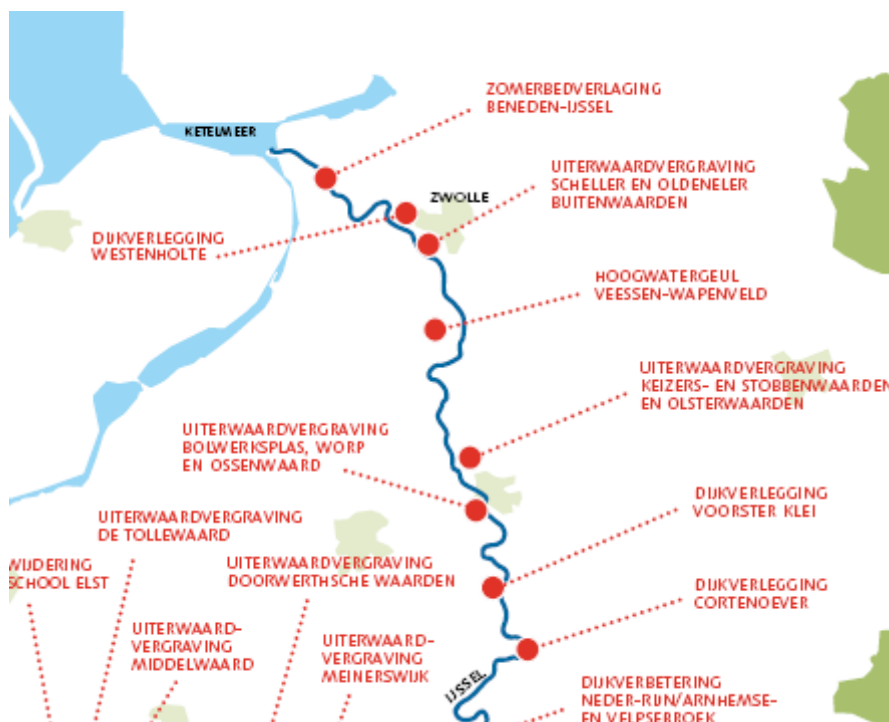 ZOMERBEDVERLAGING
BENEDEN-IJSSEL
KETELMEER
UITERWAARDVERGRAVING
SCHELLER EN OLDENELER
BUITENWAARDEN
ZWOLLE
DIJKVERLEGGING
WESTENHOLTE
HOOGWATERGEUL
VEESSEN-WAPENVELD
UITERWAARDVERGRAVING
KEIZERS- EN STOBBENWAARDEN
EN OLSTERWAARDEN
UITERWAARDVERGRAVING
BOLWERKSPLAS, WORP
EN OSSENWAARD
DIJKVERLEGGING
VOORSTER KLEI
UITERWAARDVERGRAVING
DE TOLLEWAARD
WIJDERING
SCHOOL ELST
UITERWAARDVERGRAVING
DOORWERTHSCHE WAARDEN
DIJKVERLEGGING
CORTENOEVER
UITERWAARD-
VERGRAVING
MIDDELWAARD
UITERWAARD-
VERGRAVING
MEINERSWIJK
IJSSEL
DIJKVERBETERING
NEDER-RIJN/ARNHEMSE-
EN VELPSERBROEK